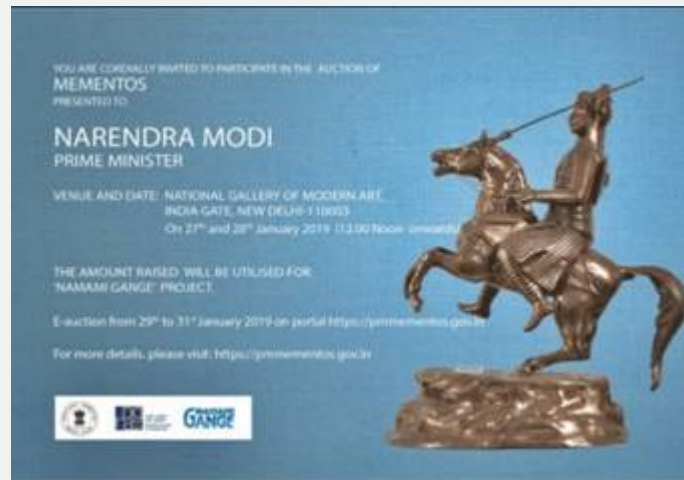 YOU ARE CORDIALLY INVITED TO PARTICIPATE IN THE AUCTION OF
MEMENTOS
PRESENTED TO
NARENDRA MODI
PRIME MINISTER
VENUE AND DATE: NATIONAL GALLERY OF MODERN ART,
INDIA GATE, NEW DELHI-110003
On 27th and 28th January 2019 (12.00 Noon onwards)
THE AMOUNT RAISED WILL BE UTILISED FOR
'NAMAMI GANGE' PROJECT.
E-auction from 29th to 31st January 2019 on portal https://pmmementos.gov.in
For more details, please visit: https://pmmementos.gov.in
NAMAMI
GANGE